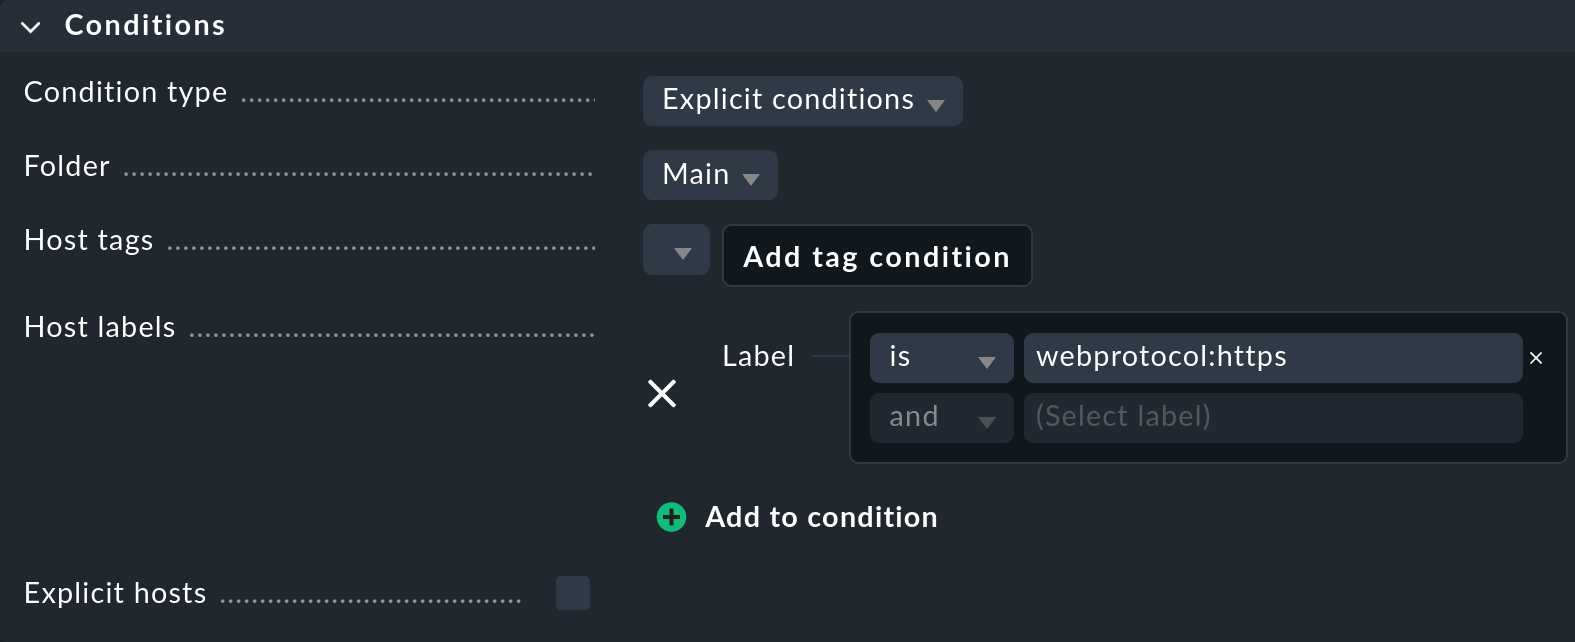 Conditions
Condition type
Explicit conditions
Folder
Main
Host tags
Add tag condition
Host labels
Label
is
webprotocol:https
and
(Select label)
Add to condition
Explicit hosts